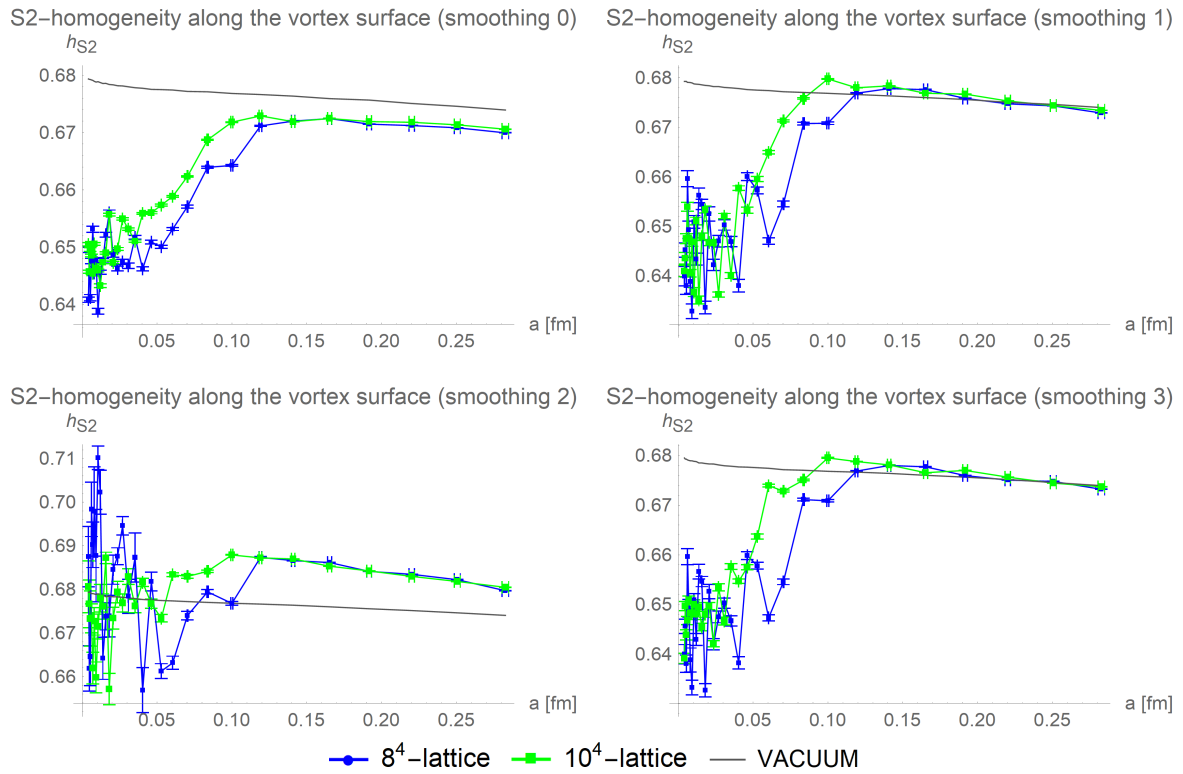 S2−homogeneity along the vortex surface (smoothing 0)
h_S2
0.68
0.67
0.66
0.65
0.64
0.05 0.10 0.15 0.20 0.25
a [fm]
S2−homogeneity along the vortex surface (smoothing 1)
h_S2
0.68
0.67
0.66
0.65
0.64
0.05 0.10 0.15 0.20 0.25
a [fm]
S2−homogeneity along the vortex surface (smoothing 2)
h_S2
0.71
0.70
0.69
0.68
0.67
0.66
0.05 0.10 0.15 0.20 0.25
a [fm]
S2−homogeneity along the vortex surface (smoothing 3)
h_S2
0.68
0.67
0.66
0.65
0.64
0.05 0.10 0.15 0.20 0.25
a [fm]
8⁴−lattice 10⁴−lattice VACUUM